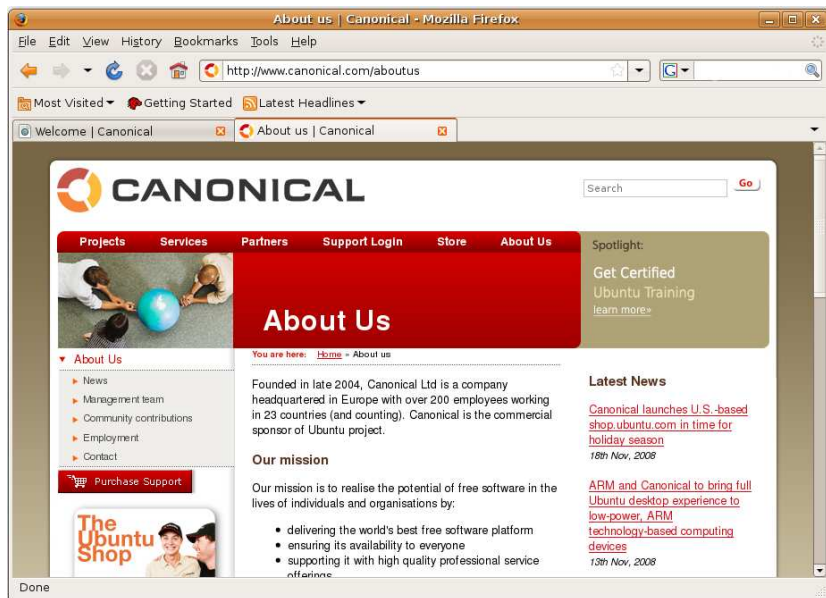 About us | Canonical - Mozilla Firefox
File Edit View History Bookmarks Tools Help
http://www.canonical.com/aboutus
G
Most Visited Getting Started Latest Headlines
Welcome | Canonical
About us | Canonical
CANONICAL
Search
Go
Projects Services Partners Support Login Store About Us
Spotlight:
Get Certified
Ubuntu Training
learn more»
About Us
You are here: Home » About us
About Us
News
Management team
Community contributions
Employment
Contact
Purchase Support
The
Ubuntu
Shop
Founded in late 2004, Canonical Ltd is a company
headquartered in Europe with over 200 employees working
in 23 countries (and counting). Canonical is the commercial
sponsor of Ubuntu project.
Our mission
Our mission is to realise the potential of free software in the
lives of individuals and organisations by:
• delivering the world's best free software platform
• ensuring its availability to everyone
• supporting it with high quality professional service
offerings
Latest News
Canonical launches U.S.-based
shop.ubuntu.com in time for
holiday season
18th Nov, 2008
ARM and Canonical to bring full
Ubuntu desktop experience to
low-power, ARM
technology-based computing
devices
13th Nov, 2008
Done